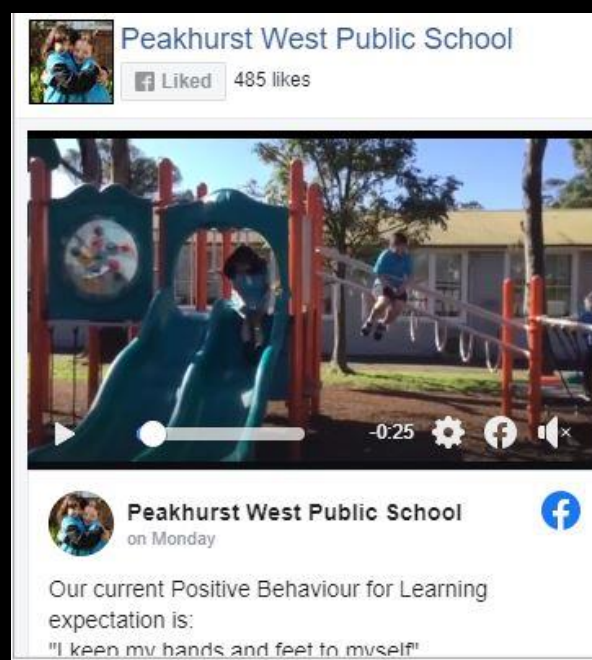 Peakhurst West Public School
Liked 485 likes
-0:25
Peakhurst West Public School
on Monday
Our current Positive Behaviour for Learning
expectation is:
"I keep my hands and feet to myself"